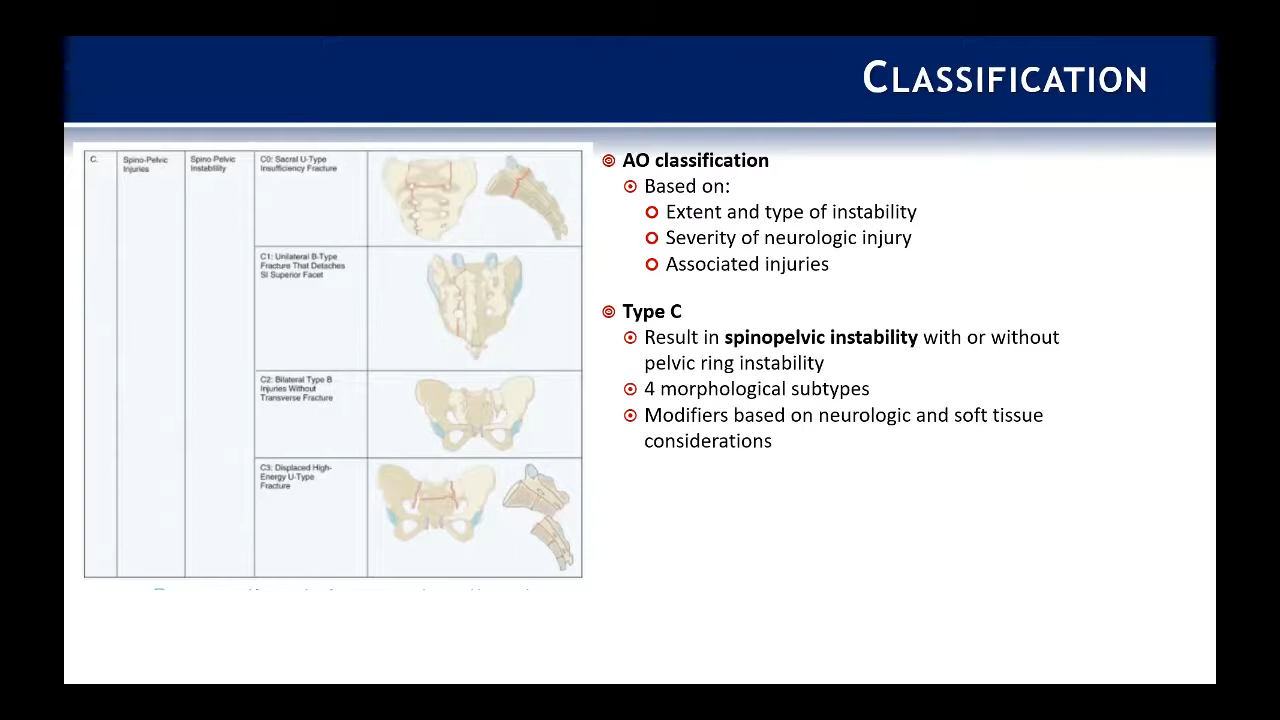 CLASSIFICATION
C.
Spino-Pelvic
Injuries
Spino-Pelvic
Instability
C0: Sacral U-Type
Insufficiency Fracture
C1: Unilateral B-Type
Fracture That Detaches
SI Superior Facet
C2: Bilateral Type B
Injuries Without
Transverse Fracture
C3: Displaced High-
Energy U-Type
Fracture
AO classification
Based on:
Extent and type of instability
Severity of neurologic injury
Associated injuries
Type C
Result in spinopelvic instability with or without
pelvic ring instability
4 morphological subtypes
Modifiers based on neurologic and soft tissue
considerations